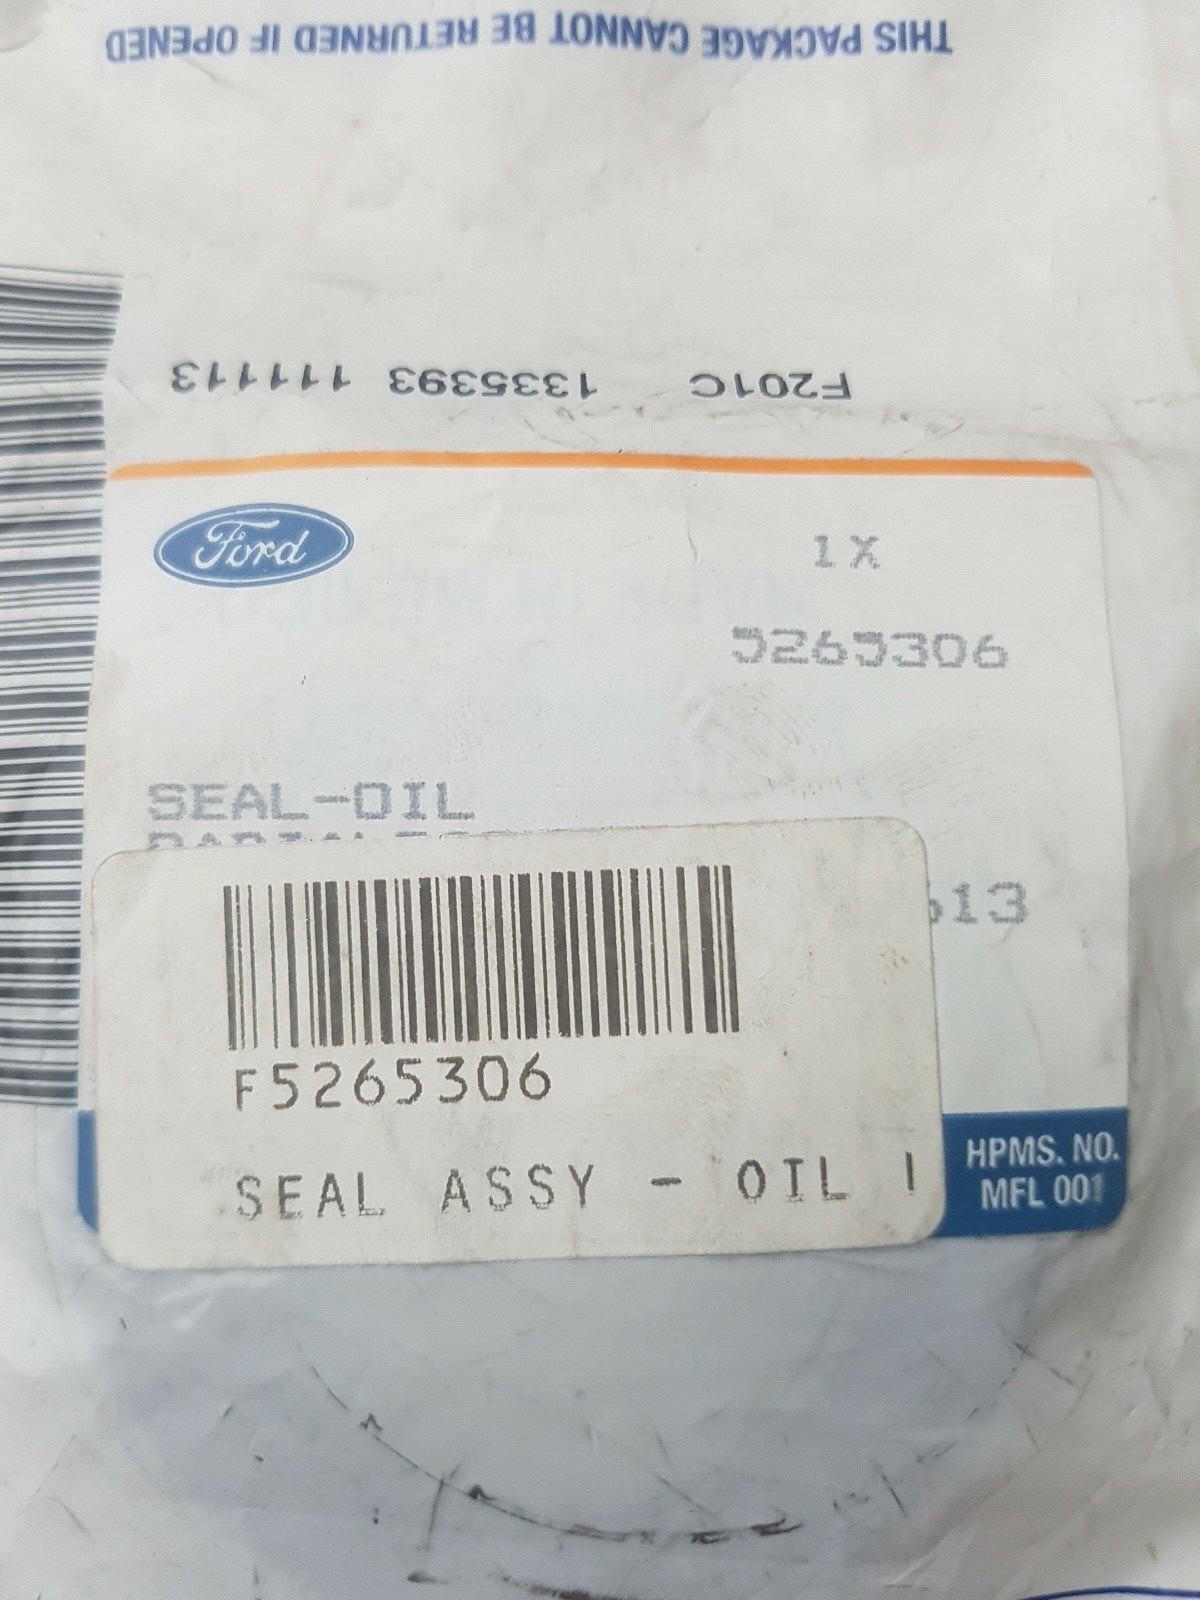 THIS PACKAGE CANNOT BE RETURNED IF OPENED
F201C 1335393 111113
Ford
1X
5265306
SEAL-OIL
613
F5265306
SEAL ASSY - OIL
HPMS. NO.
MFL 001